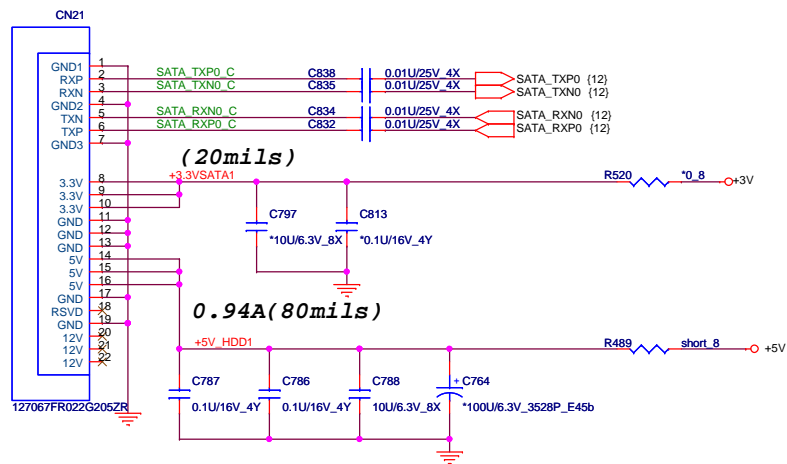 CN21
GND1 1
RXP 2 SATA_TXP0_C C838 0.01U/25V_4X SATA_TXP0 {12}
RXN 3 SATA_TXN0_C C835 0.01U/25V_4X SATA_TXN0 {12}
GND2 4
TXN 5 SATA_RXN0_C C834 0.01U/25V_4X SATA_RXN0 {12}
TXP 6 SATA_RXP0_C C832 0.01U/25V_4X SATA_RXP0 {12}
GND3 7
(20mils)
3.3V 8 +3.3VSATA1 R520 *0_8 +3V
3.3V 9
3.3V 10
GND 11
GND 12
GND 13
C797 C813
*10U/6.3V_8X *0.1U/16V_4Y
5V 14
5V 15
5V 16
GND 17
RSVD 18
GND 19
12V 20
12V 21
12V 22
0.94A(80mils)
+5V_HDD1 R489 short_8 +5V
C787 C786 C788 + C764
0.1U/16V_4Y 0.1U/16V_4Y 10U/6.3V_8X *100U/6.3V_3528P_E45b
127067FR022G205ZR